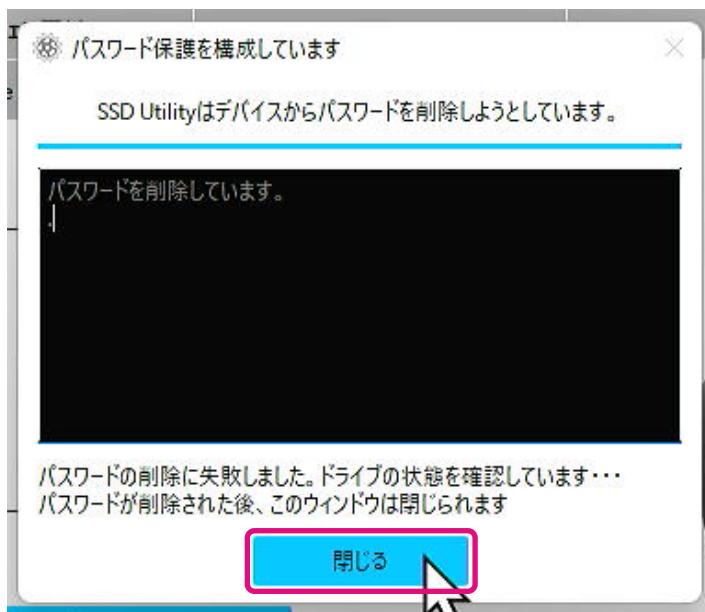 パスワード保護を構成しています
SSD Utilityはデバイスからパスワードを削除しようとしています。
パスワードを削除しています。
.
パスワードの削除に失敗しました。ドライブの状態を確認しています・・・
パスワードが削除された後、このウィンドウは閉じられます
閉じる